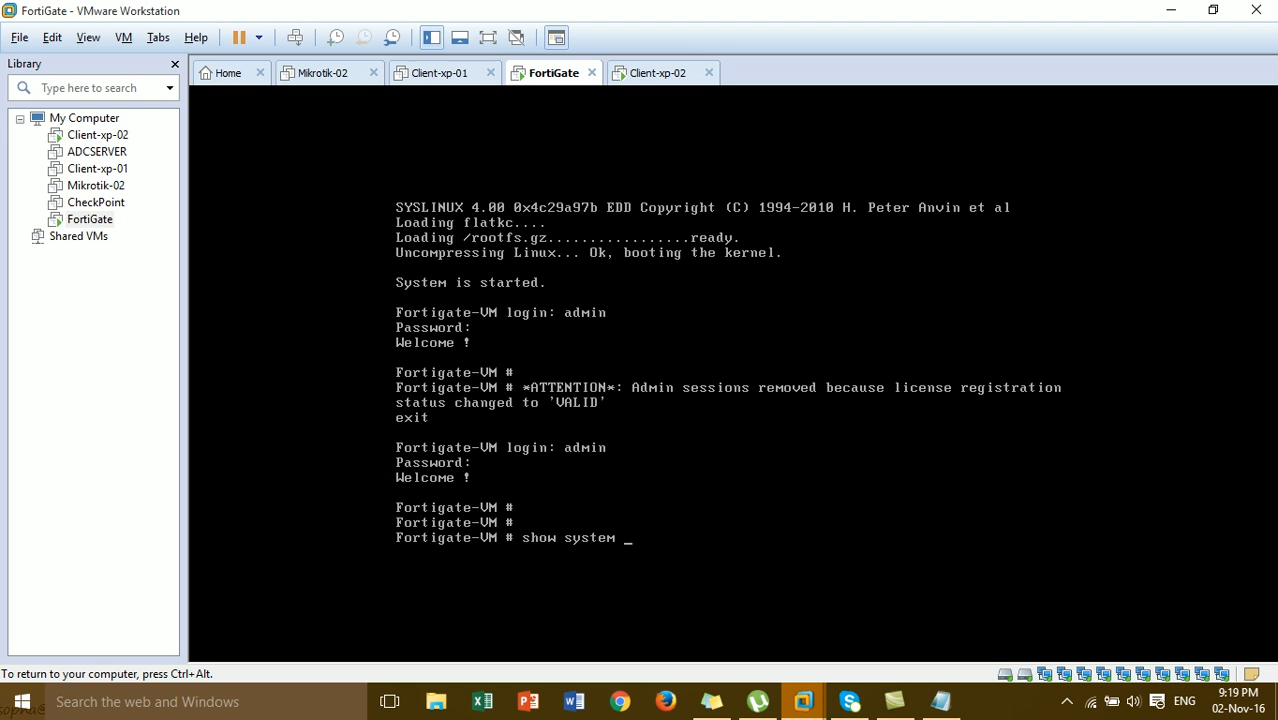 FortiGate - VMware Workstation
File Edit View VM Tabs Help
Library
Type here to search
My Computer
Client-xp-02
ADCSERVER
Client-xp-01
Mikrotik-02
CheckPoint
FortiGate
Shared VMs
Home Mikrotik-02 Client-xp-01 FortiGate Client-xp-02
SYSLINUX 4.00 0x4c29a97b EDD Copyright (C) 1994-2010 H. Peter Anvin et al
Loading flatkc....
Loading /rootfs.gz.................ready.
Uncompressing Linux... Ok, booting the kernel.
System is started.
Fortigate-VM login: admin
Password:
Welcome !
Fortigate-VM #
Fortigate-VM # *ATTENTION*: Admin sessions removed because license registration
status changed to 'VALID'
exit
Fortigate-VM login: admin
Password:
Welcome !
Fortigate-VM #
Fortigate-VM #
Fortigate-VM # show system _
To return to your computer, press Ctrl+Alt.
Search the web and Windows
ENG
9:19 PM
02-Nov-16